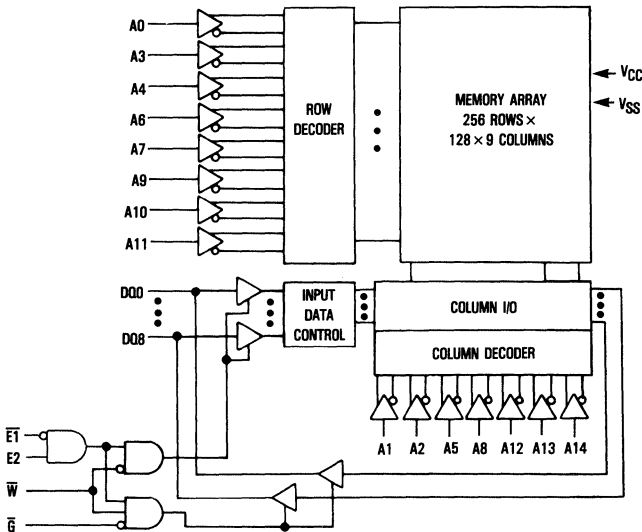 A0
A3
A4
A6
A7
A9
A10
A11
ROW
DECODER
MEMORY ARRAY
256 ROWS ×
128 × 9 COLUMNS
VCC
VSS
DQ0
DQ8
INPUT
DATA
CONTROL
COLUMN I/O
COLUMN DECODER
A1 A2 A5 A8 A12 A13 A14
E1
E2
W
G